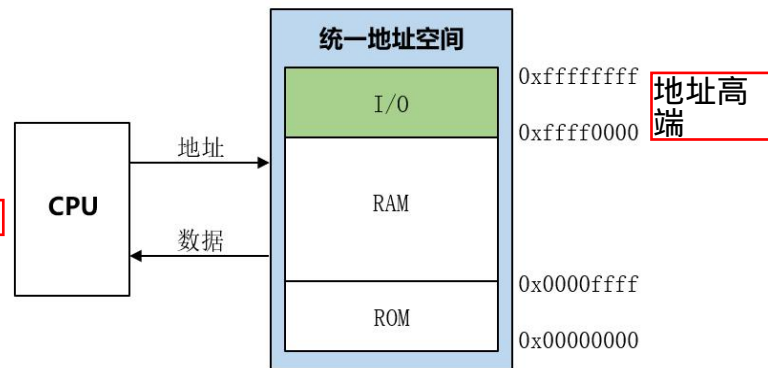 统一地址空间
0xffffffff
地址高
端
I/O
0xffff0000
地址
CPU
RAM
数据
0x0000ffff
ROM
0x00000000